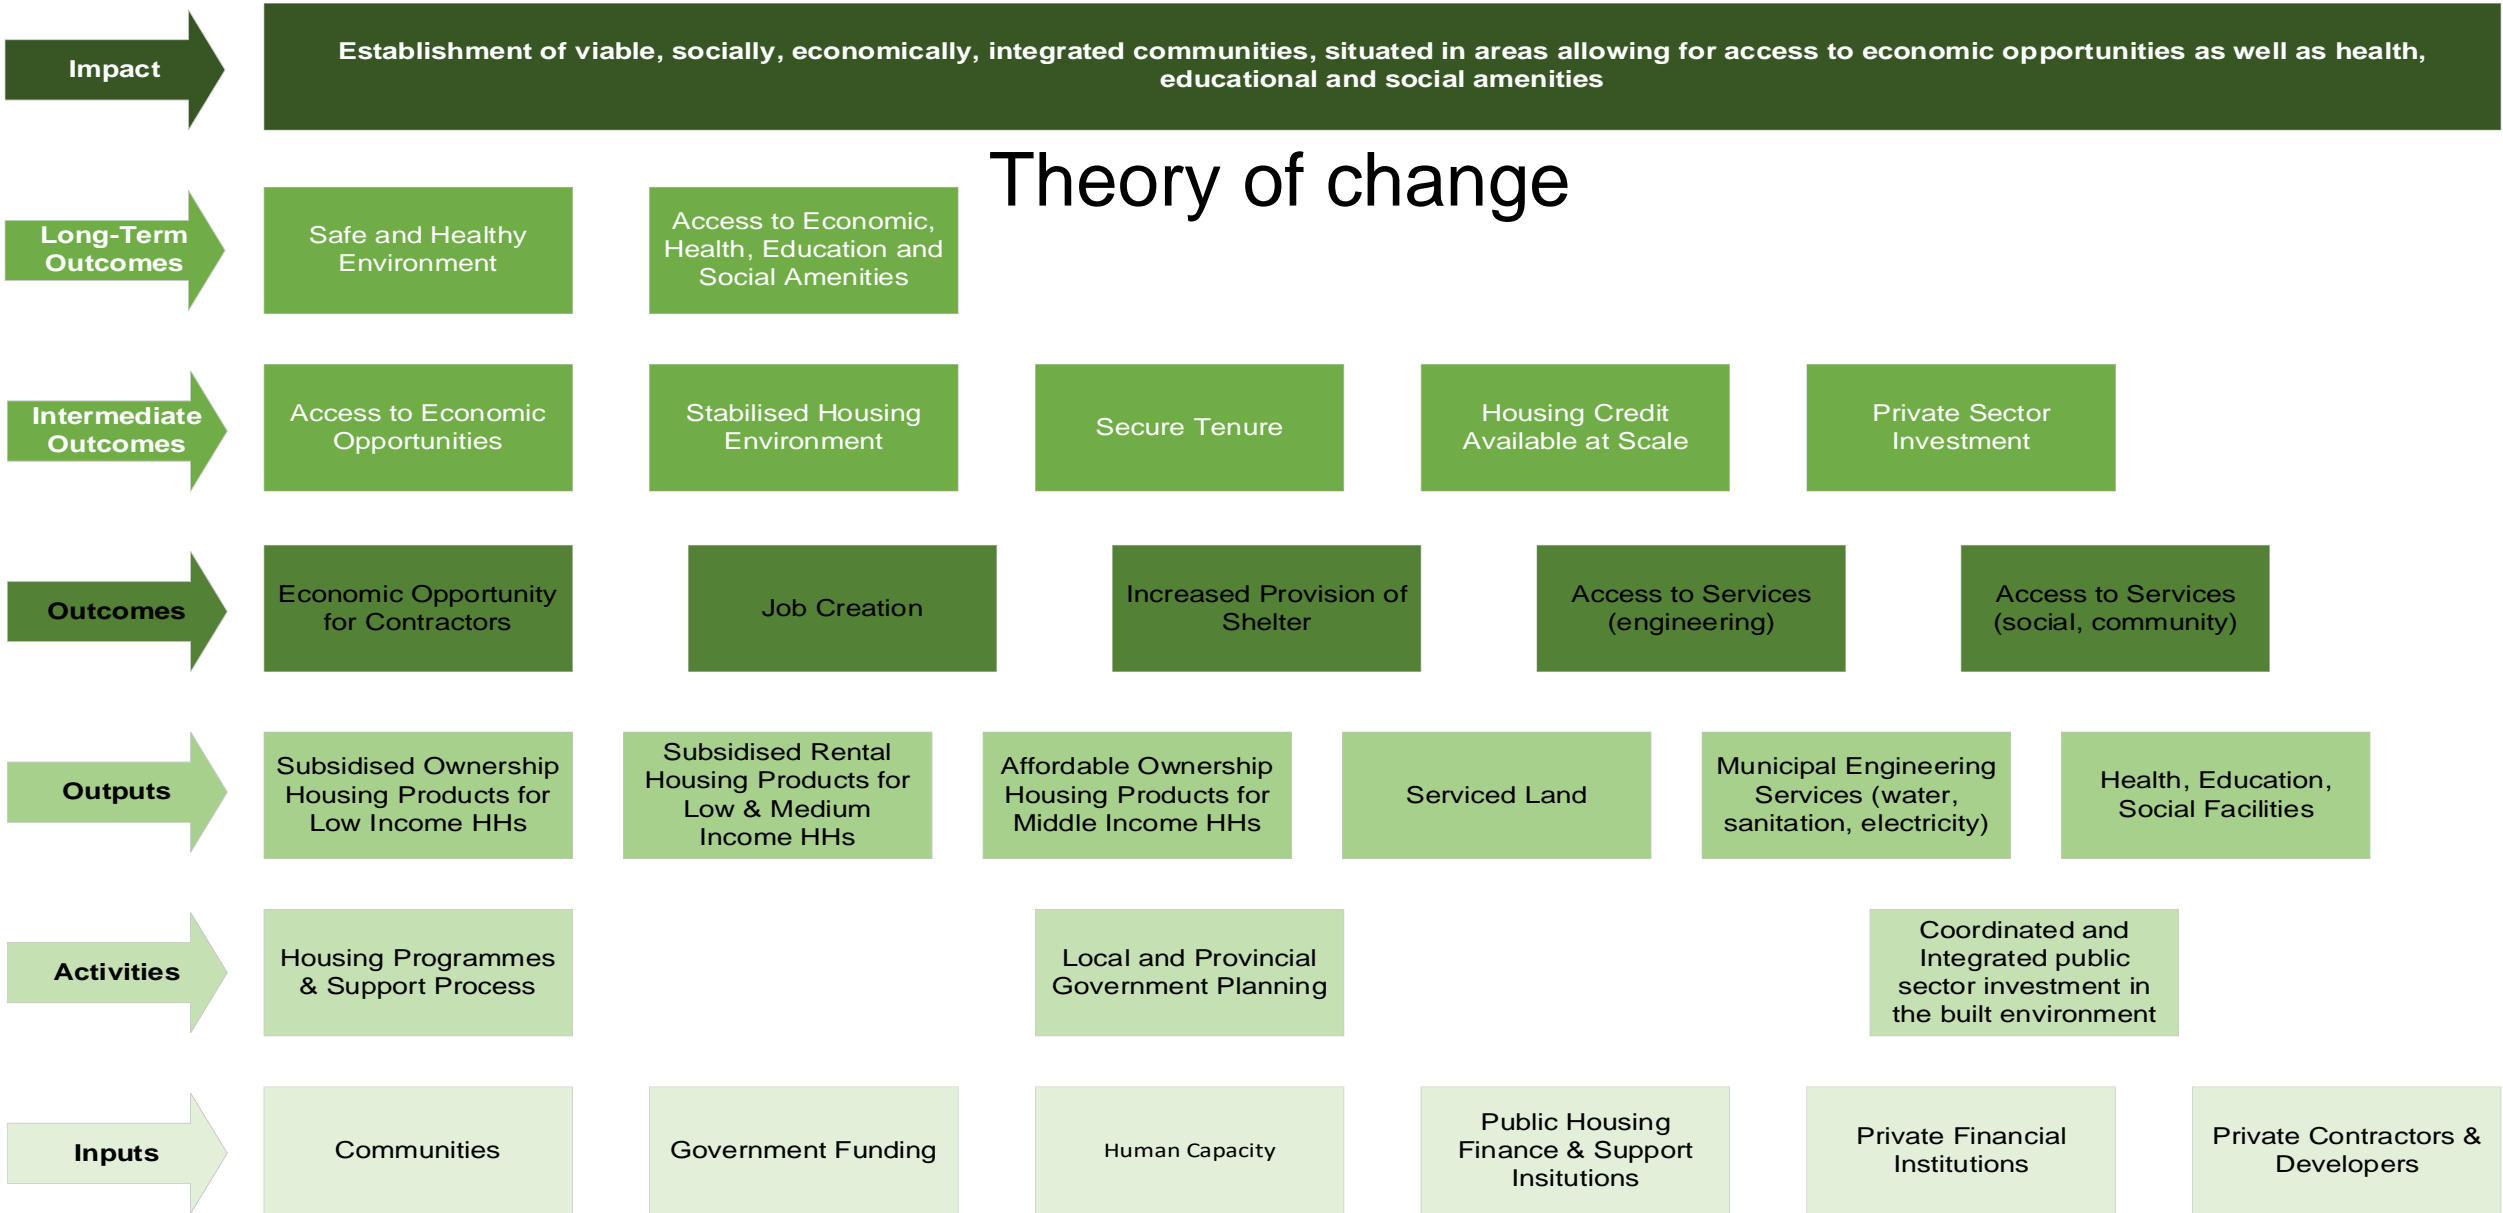 Impact
Establishment of viable, socially, economically, integrated communities, situated in areas allowing for access to economic opportunities as well as health,
educational and social amenities
Theory of change
Long-Term
Outcomes
Safe and Healthy
Environment
Access to Economic,
Health, Education and
Social Amenities
Intermediate
Outcomes
Access to Economic
Opportunities
Stabilised Housing
Environment
Secure Tenure
Housing Credit
Available at Scale
Private Sector
Investment
Outcomes
Economic Opportunity
for Contractors
Job Creation
Increased Provision of
Shelter
Access to Services
(engineering)
Access to Services
(social, community)
Outputs
Subsidised Ownership
Housing Products for
Low Income HHs
Subsidised Rental
Housing Products for
Low & Medium
Income HHs
Affordable Ownership
Housing Products for
Middle Income HHs
Serviced Land
Municipal Engineering
Services (water,
sanitation, electricity)
Health, Education,
Social Facilities
Activities
Housing Programmes
& Support Process
Local and Provincial
Government Planning
Coordinated and
Integrated public
sector investment in
the built environment
Inputs
Communities
Government Funding
Human Capacity
Public Housing
Finance & Support
Insitutions
Private Financial
Institutions
Private Contractors &
Developers